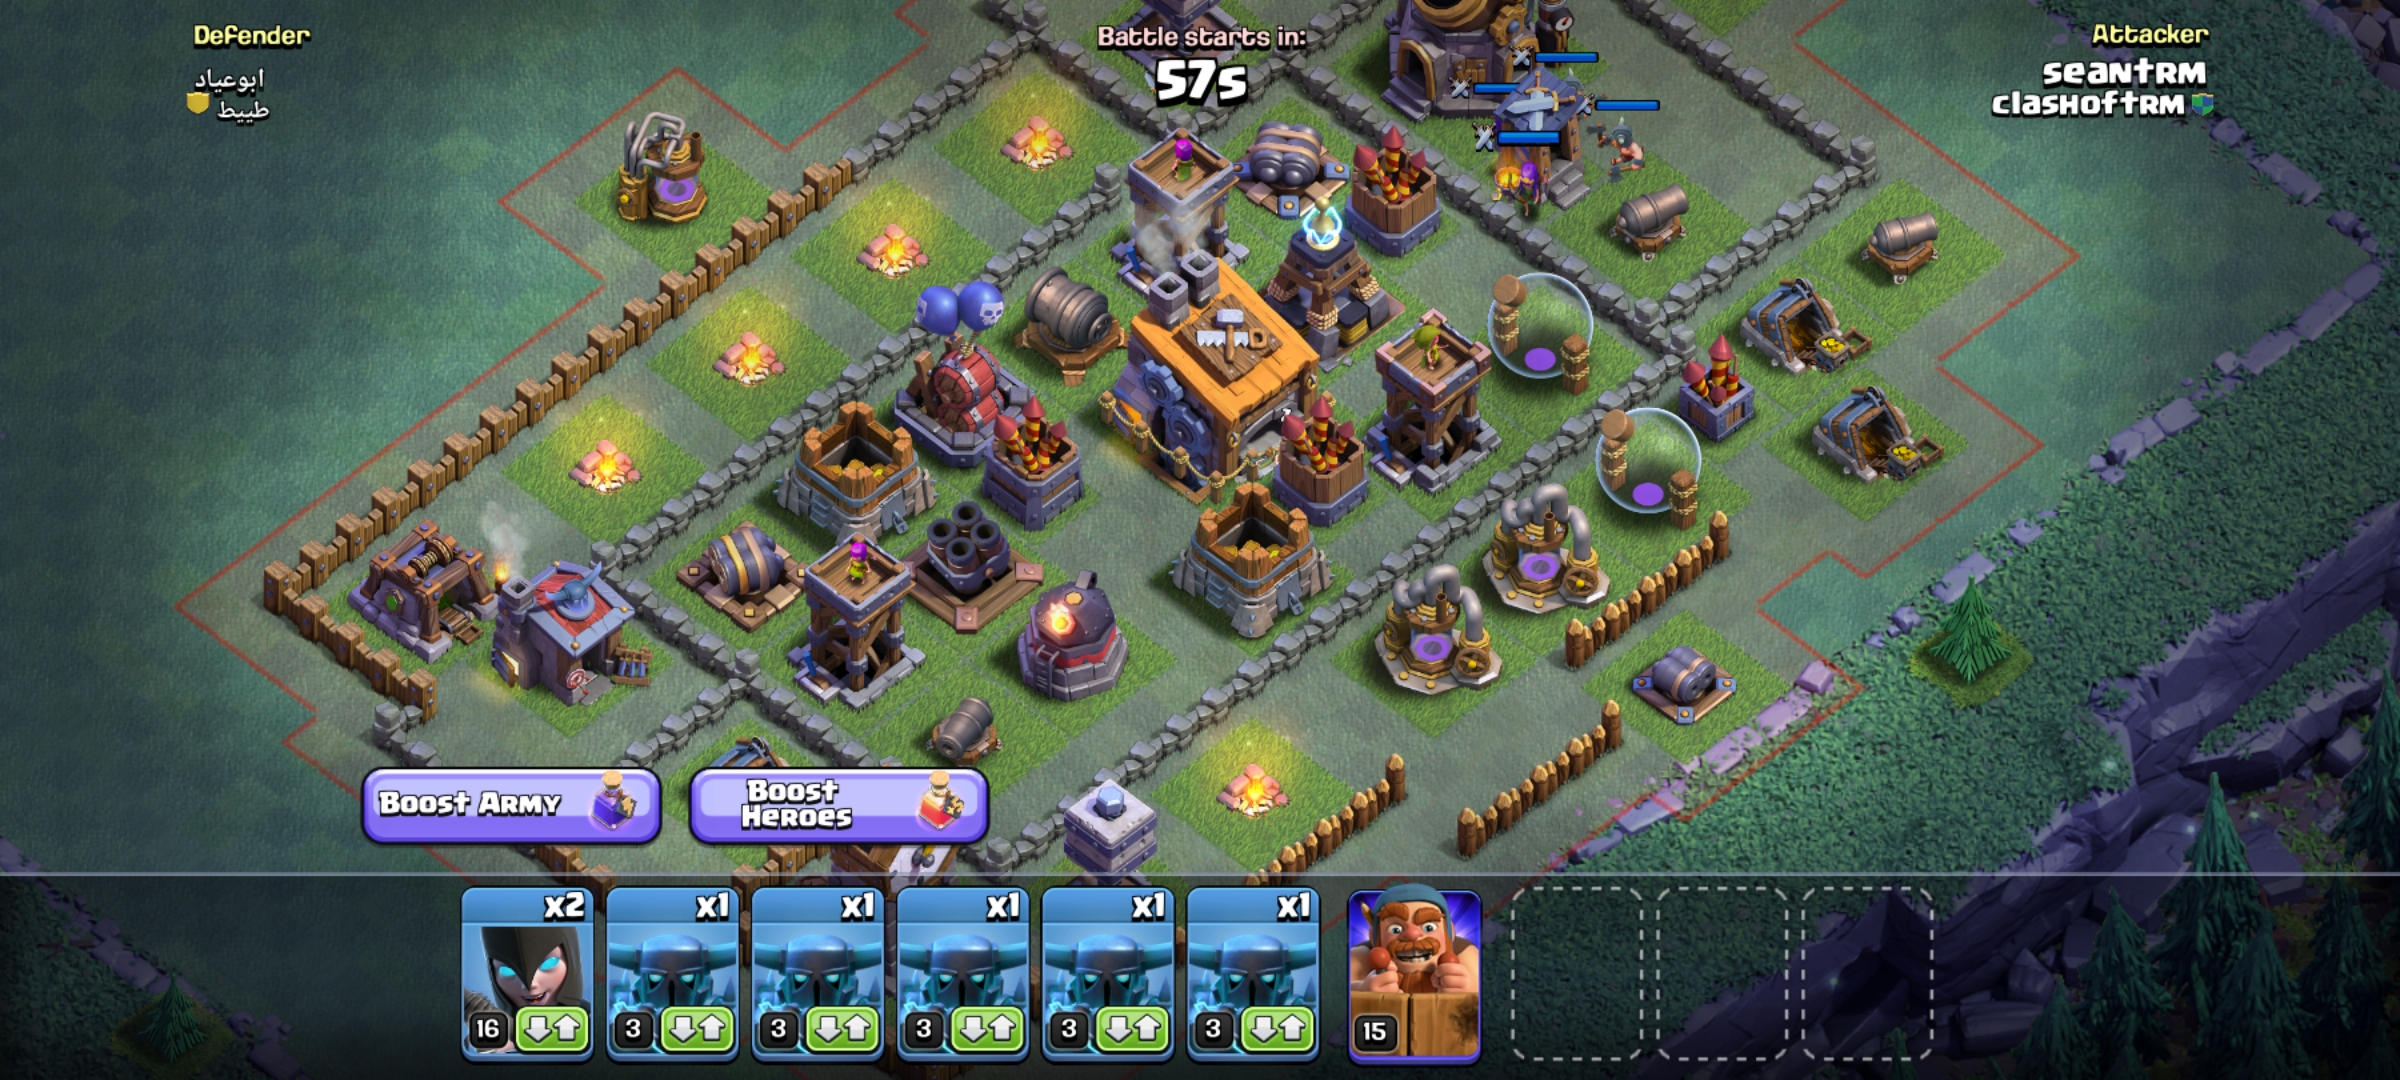 Defender
ابوعياد
طييط
Battle starts in:
57s
Attacker
seantRM
clashoftRM
Boost Army
Boost
Heroes
x2
x1
x1
x1
x1
x1
16
3
3
3
3
3
15